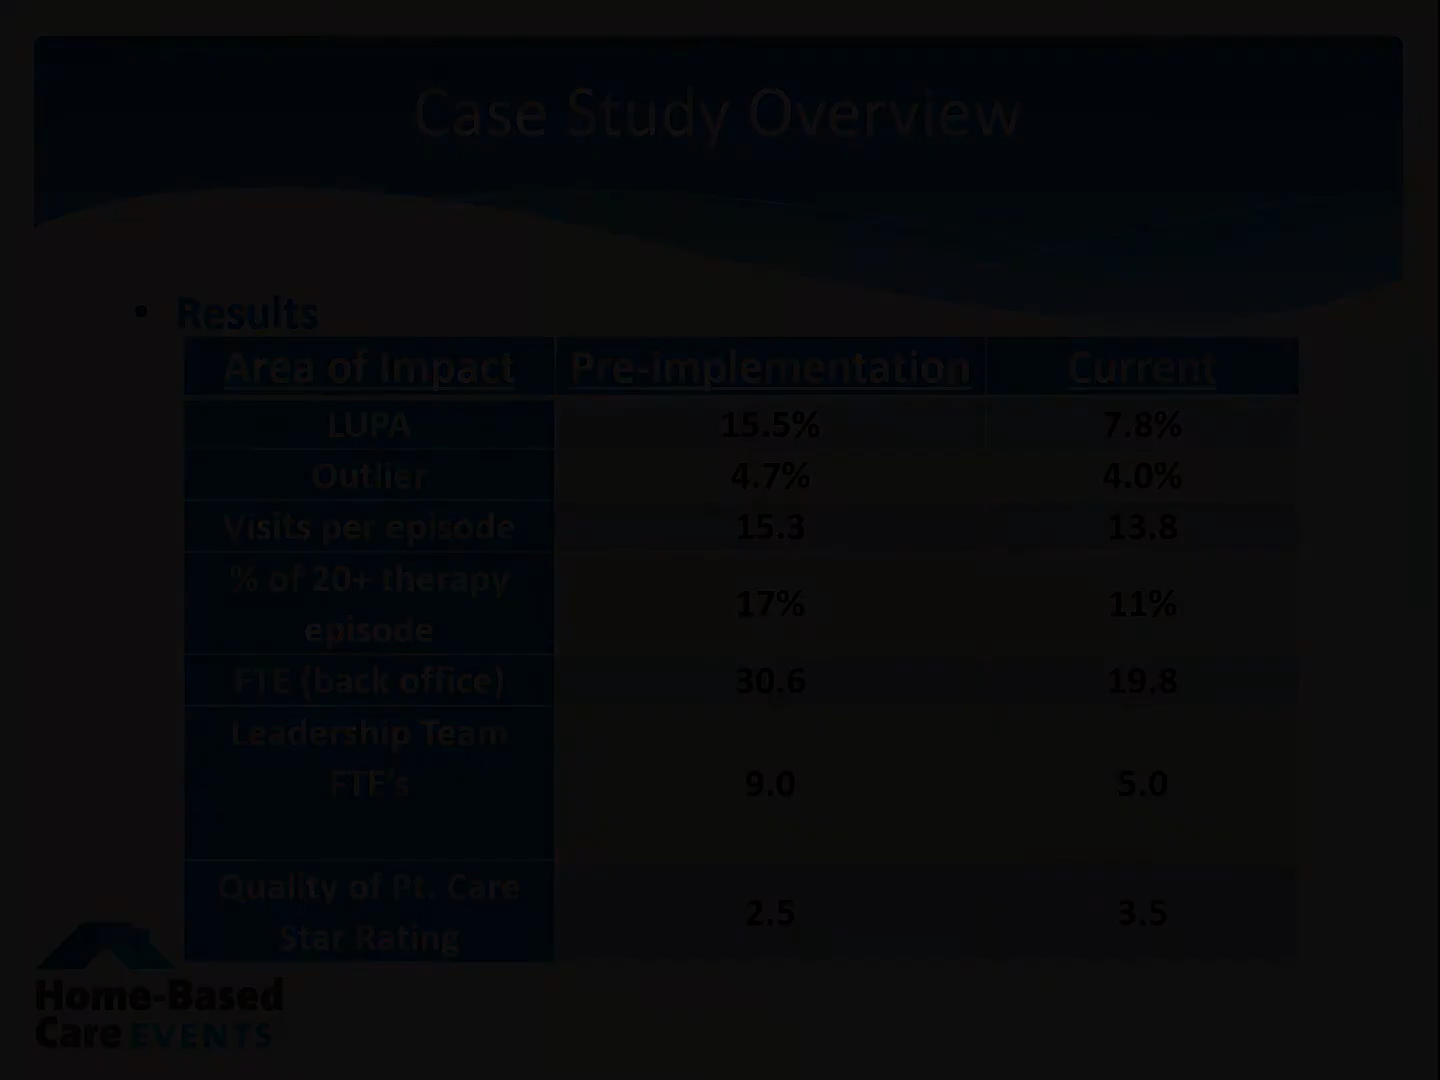 Case Study Overview
• Results
Area of Impact Pre-implementation Current
LUPA 15.5% 7.8%
Outlier 4.7% 4.0%
Visits per episode 15.3 13.8
% of 20+ therapy
episode 17% 11%
FTE (back office) 30.6 19.8
Leadership Team
FTE's 9.0 5.0
Quality of Pt. Care
Star Rating 2.5 3.5
Home-Based
Care EVENTS